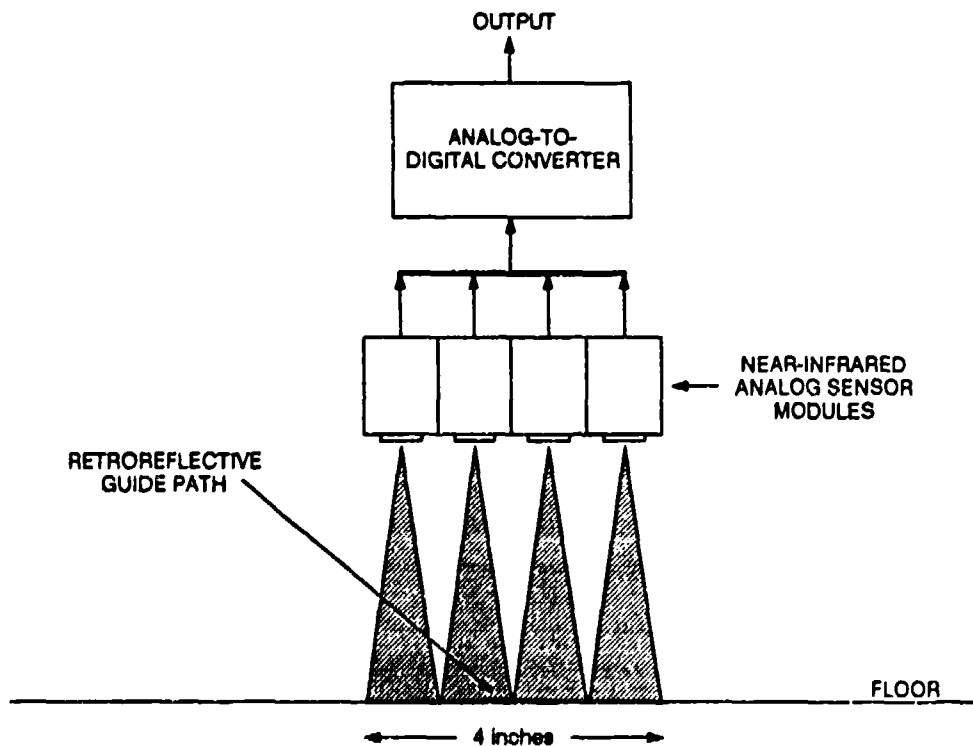 OUTPUT
ANALOG-TO-
DIGITAL CONVERTER
NEAR-INFRARED
ANALOG SENSOR
MODULES
RETROREFLECTIVE
GUIDE PATH
FLOOR
4 inches